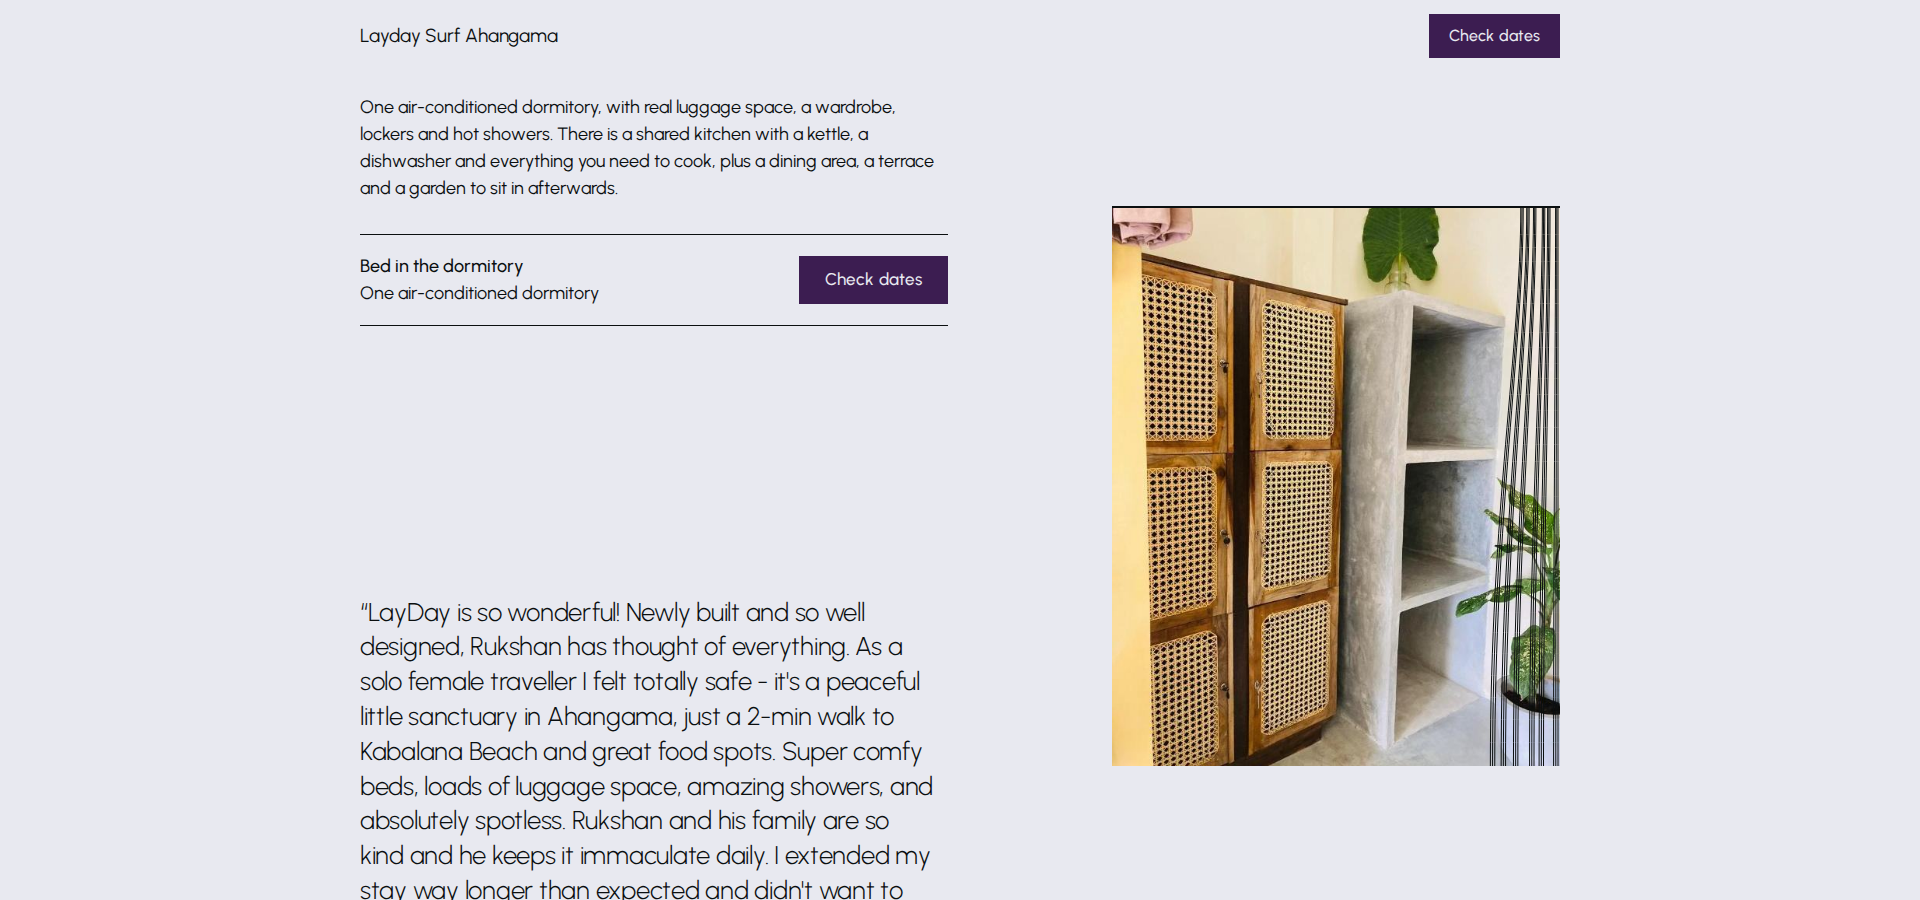 Layday Surf Ahangama
Check dates
One air-conditioned dormitory, with real luggage space, a wardrobe,
lockers and hot showers. There is a shared kitchen with a kettle, a
dishwasher and everything you need to cook, plus a dining area, a terrace
and a garden to sit in afterwards.
Bed in the dormitory
One air-conditioned dormitory
Check dates
“LayDay is so wonderful! Newly built and so well
designed, Rukshan has thought of everything. As a
solo female traveller I felt totally safe - it's a peaceful
little sanctuary in Ahangama, just a 2-min walk to
Kabalana Beach and great food spots. Super comfy
beds, loads of luggage space, amazing showers, and
absolutely spotless. Rukshan and his family are so
kind and he keeps it immaculate daily. I extended my
stay way longer than expected and didn't want to